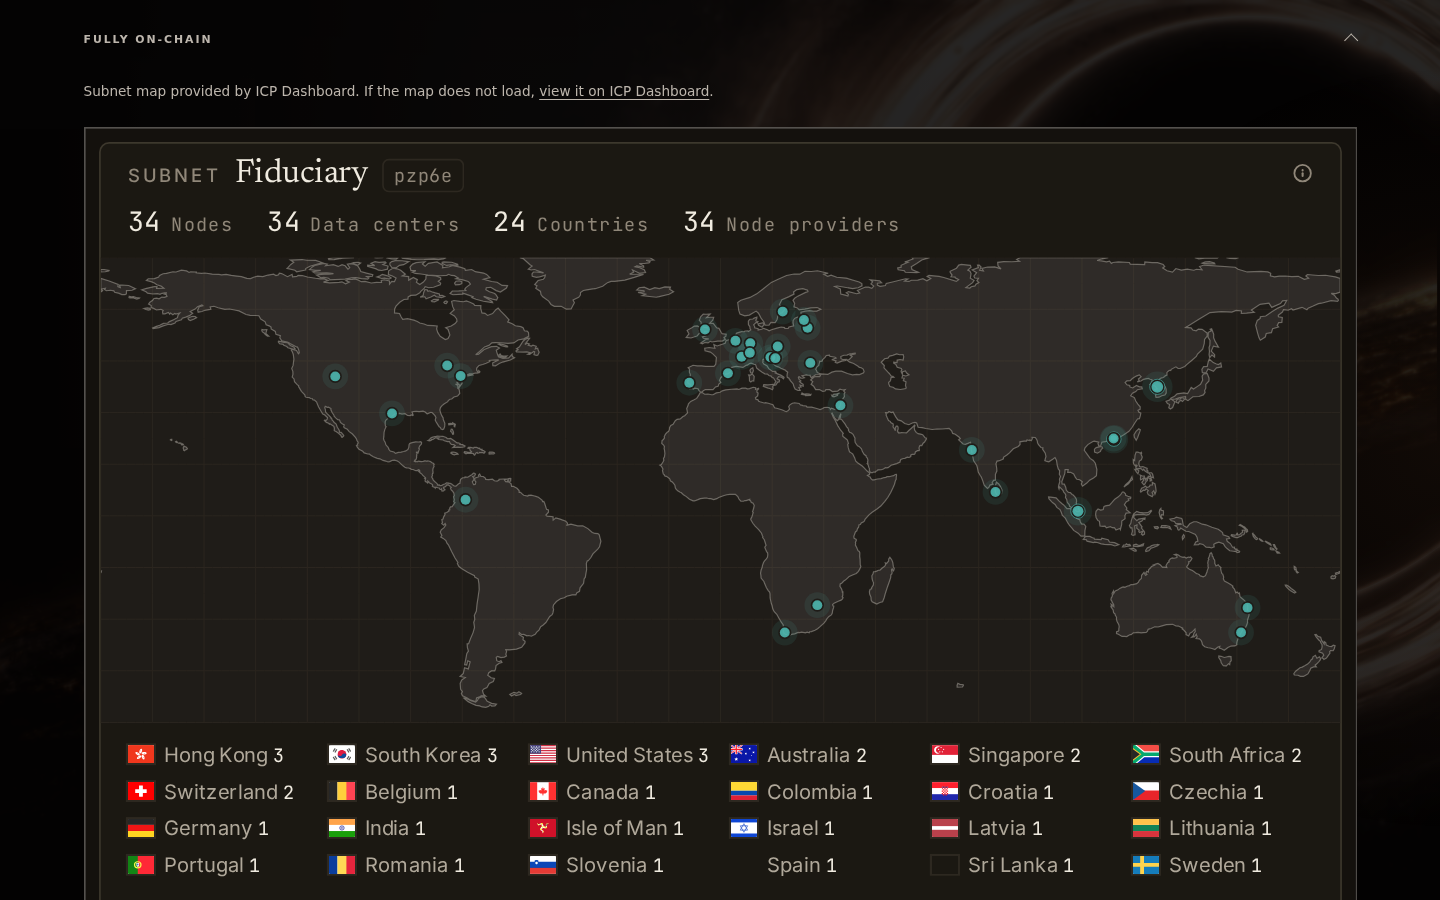 FULLY ON-CHAIN
Subnet map provided by ICP Dashboard. If the map does not load, view it on ICP Dashboard.
SUBNET Fiduciary pzp6e
34 Nodes 34 Data centers 24 Countries 34 Node providers
Hong Kong 3 South Korea 3 United States 3 Australia 2 Singapore 2 South Africa 2
Switzerland 2 Belgium 1 Canada 1 Colombia 1 Croatia 1 Czechia 1
Germany 1 India 1 Isle of Man 1 Israel 1 Latvia 1 Lithuania 1
Portugal 1 Romania 1 Slovenia 1 Spain 1 Sri Lanka 1 Sweden 1